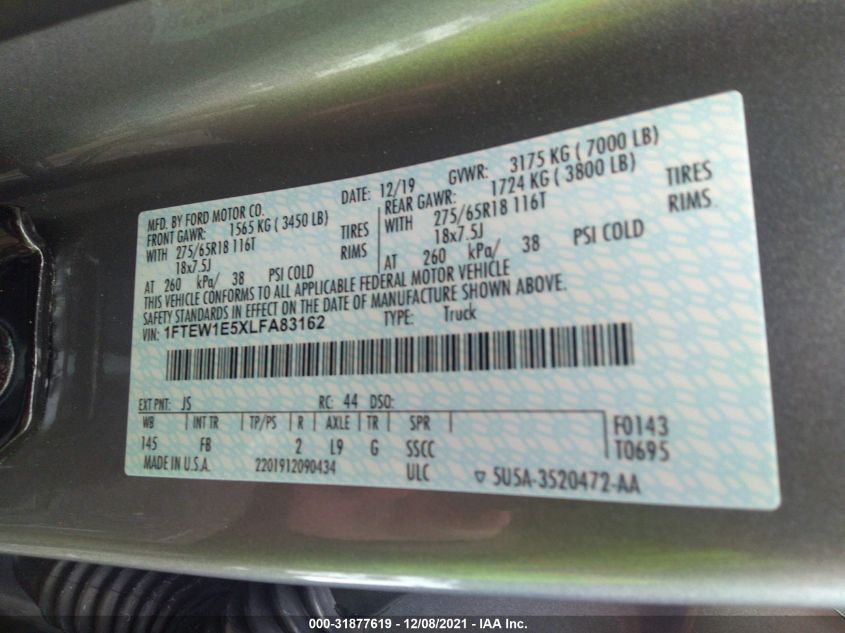 MFD. BY FORD MOTOR CO. DATE: 12/19 GVWR: 3175 KG ( 7000 LB)
FRONT GAWR: 1565 KG ( 3450 LB) REAR GAWR: 1724 KG ( 3800 LB)
WITH 275/65R18 116T TIRES WITH 275/65R18 116T TIRES
18x7.5J RIMS 18x7.5J RIMS
AT 260 kPa/ 38 PSI COLD AT 260 kPa/ 38 PSI COLD
THIS VEHICLE CONFORMS TO ALL APPLICABLE FEDERAL MOTOR VEHICLE
SAFETY STANDARDS IN EFFECT ON THE DATE OF MANUFACTURE SHOWN ABOVE.
VIN: 1FTEW1E5XLFA83162 TYPE: Truck
EXT PNT: JS RC: 44 DSO:
WB INT TR TP/PS R AXLE TR SPR F0143
145 FB 2 L9 G SSCC T0695
MADE IN U.S.A. 2201912090434 ULC ▽ 5U5A-3520472-AA
000-31877619 - 12/08/2021 - IAA Inc.